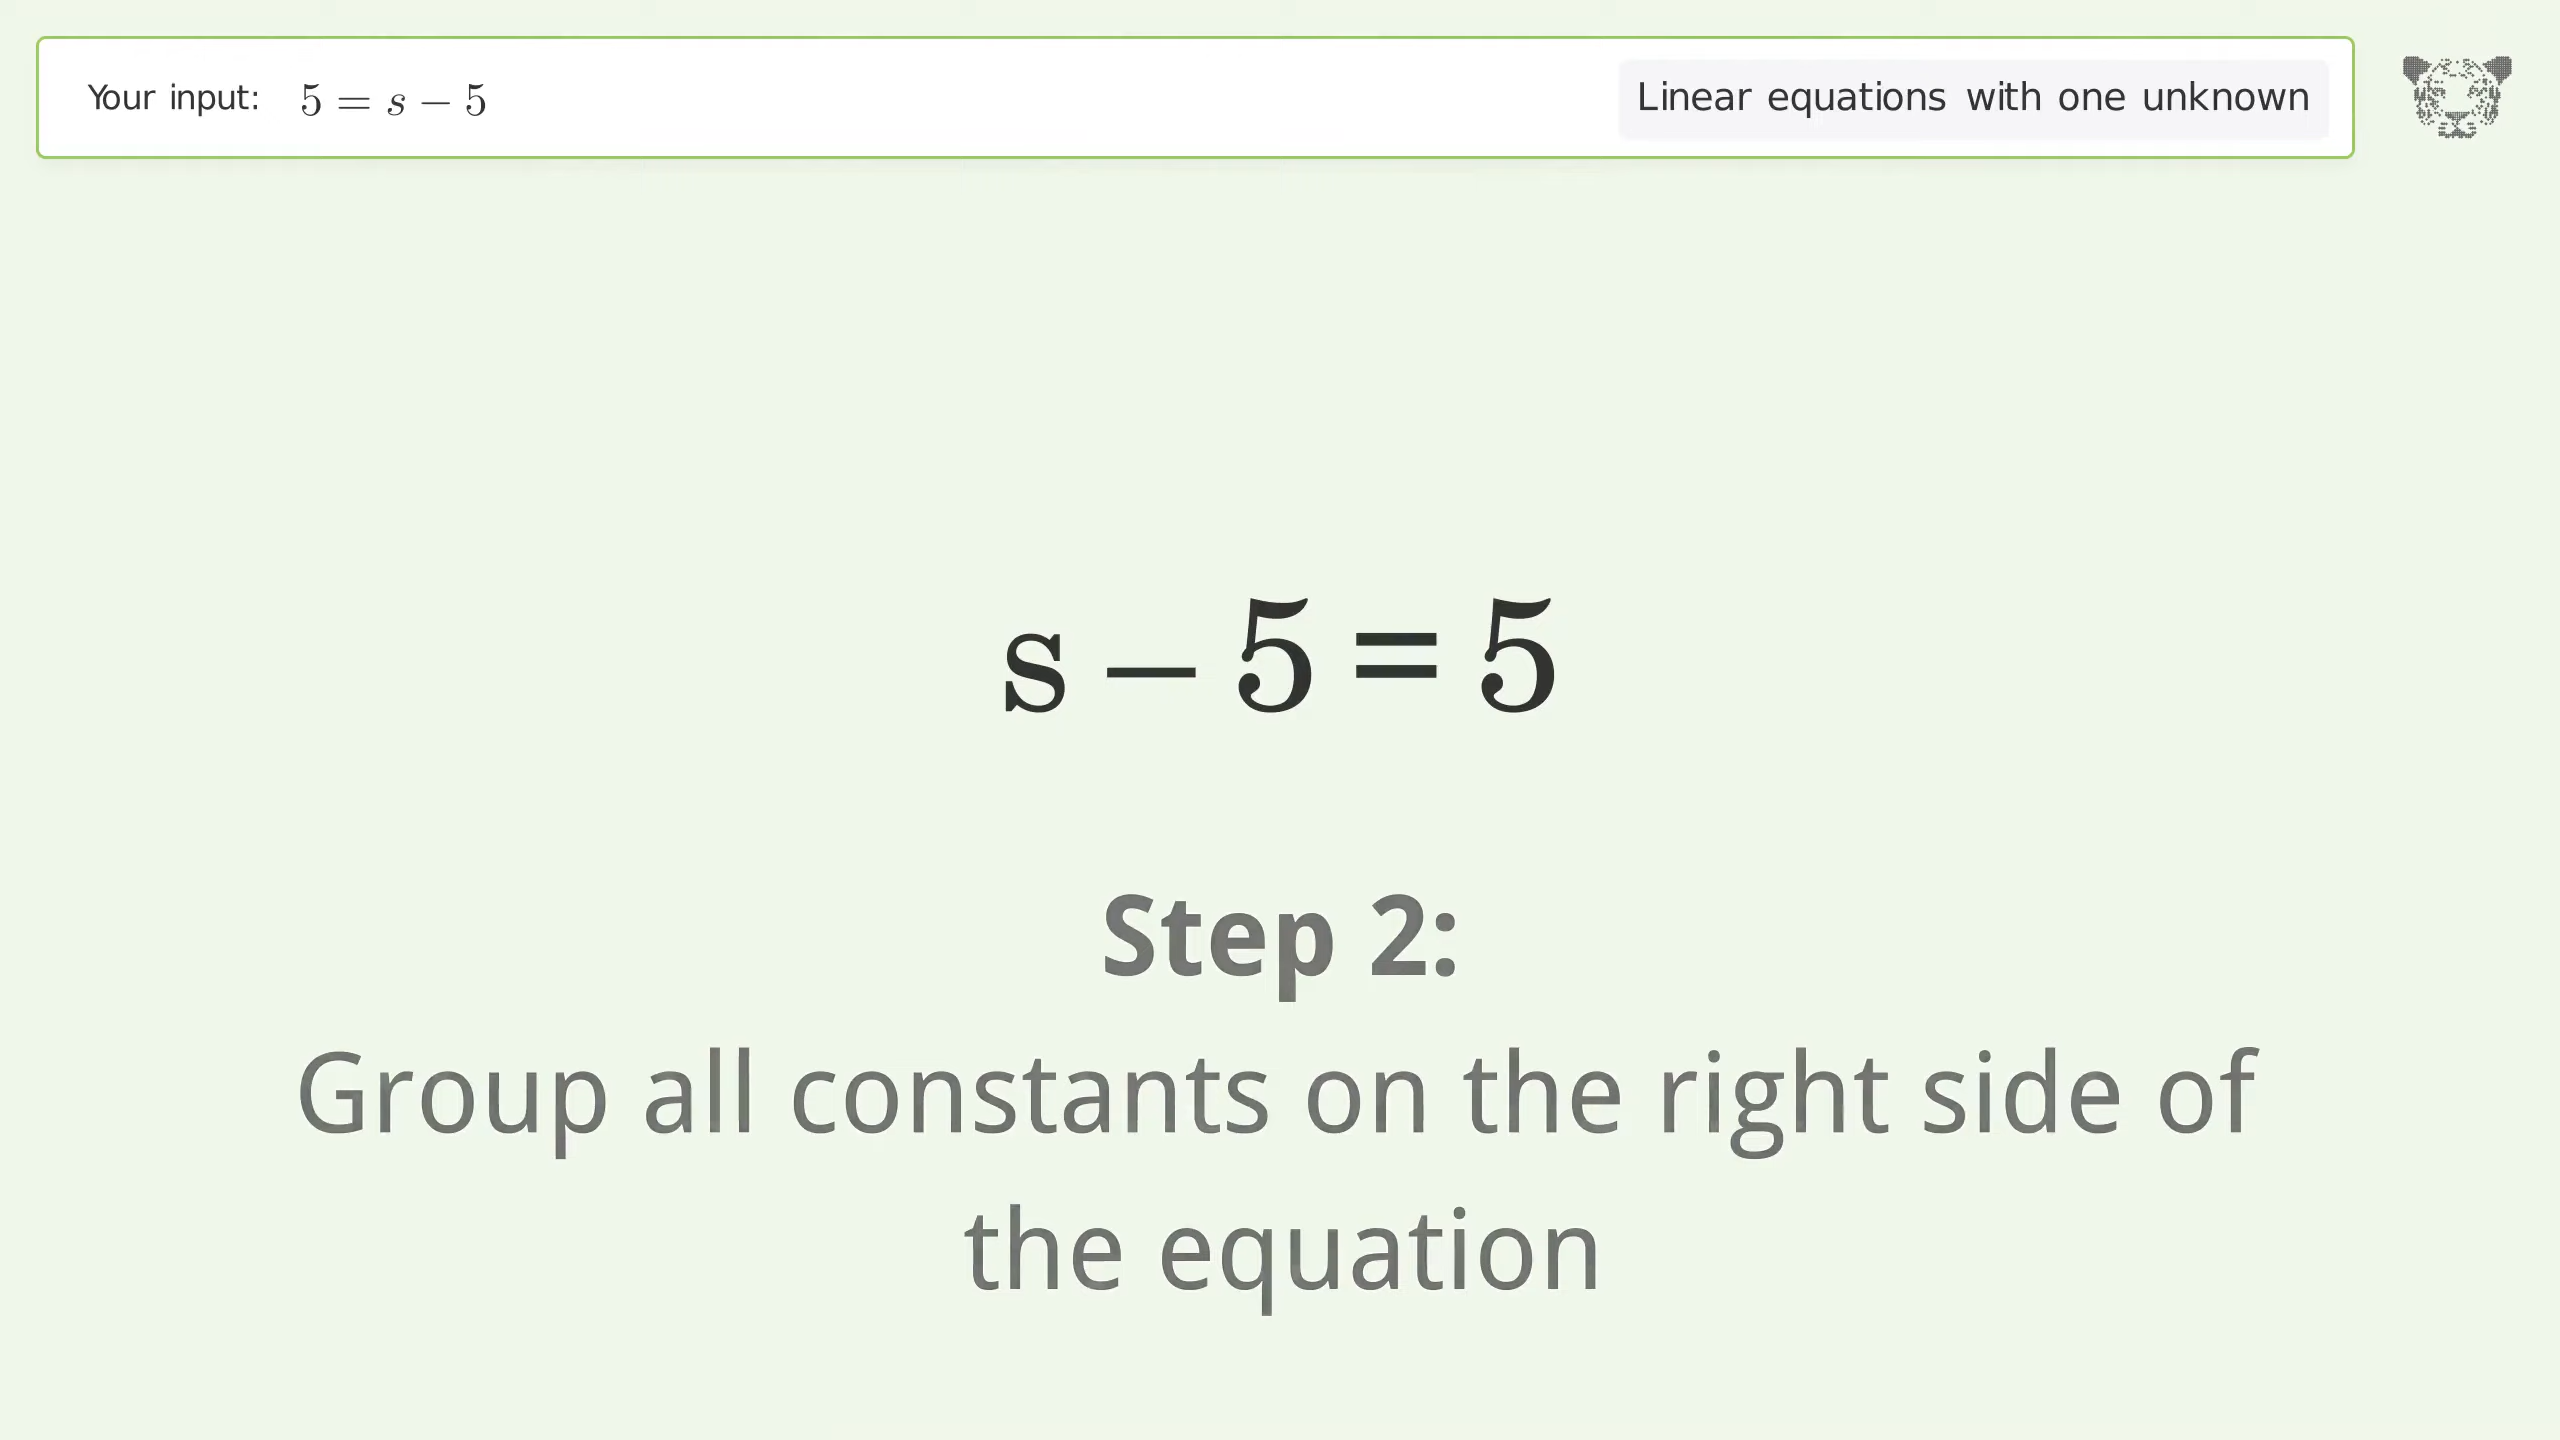 Your input: 5 = s – 5
Linear equations with one unknown
s – 5 = 5
Step 2:
Group all constants on the right side of
the equation